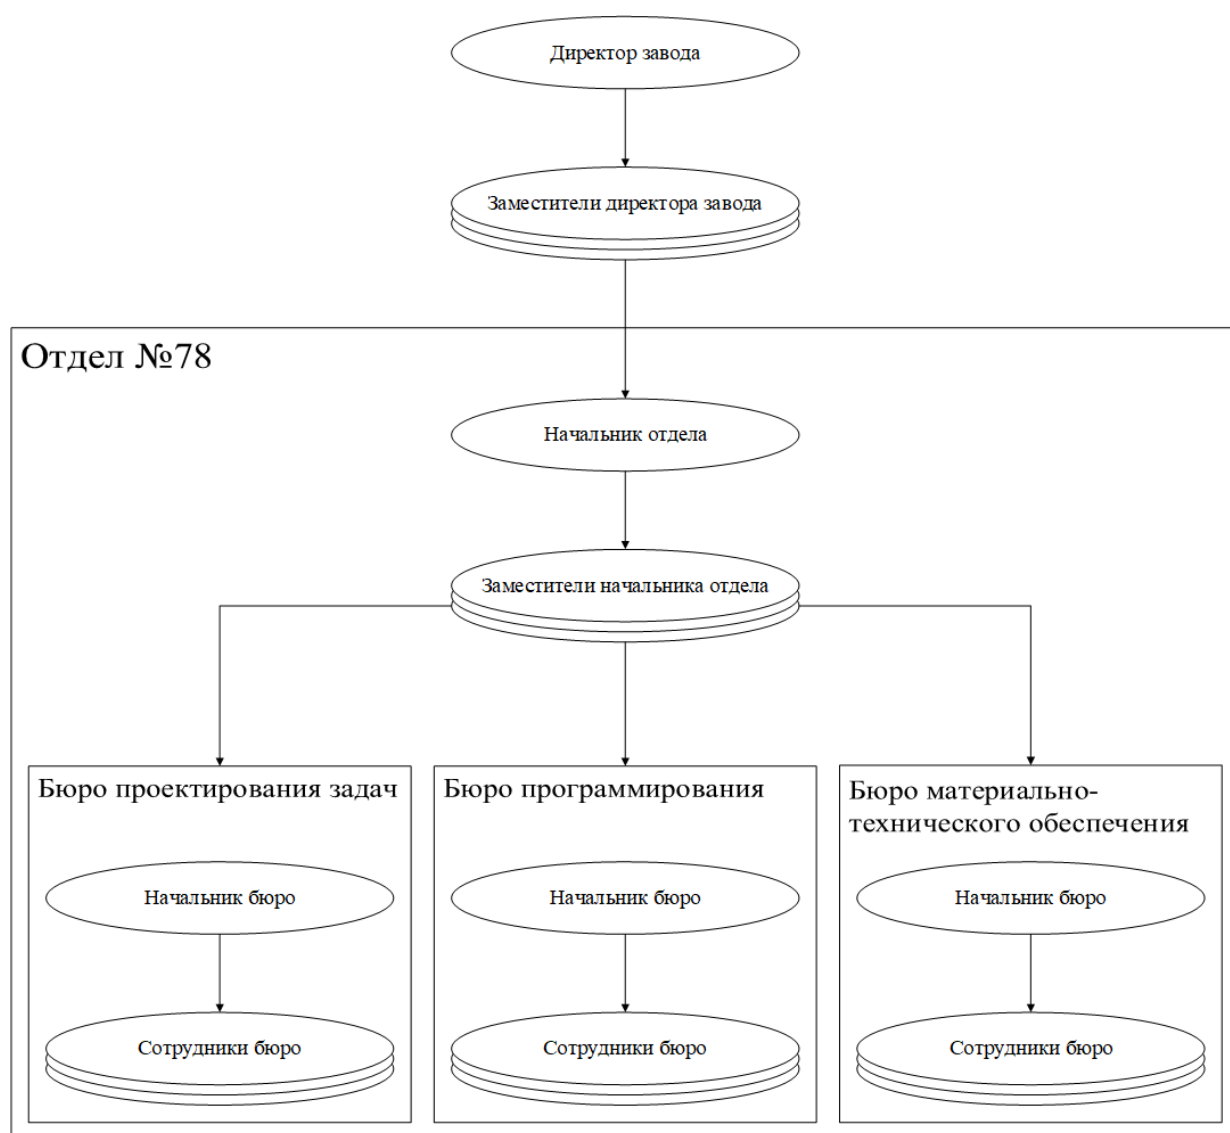 Директор завода
Заместители директора завода
Отдел №78
Начальник отдела
Заместители начальника отдела
Бюро проектирования задач
Начальник бюро
Сотрудники бюро
Бюро программирования
Начальник бюро
Сотрудники бюро
Бюро материально-
технического обеспечения
Начальник бюро
Сотрудники бюро